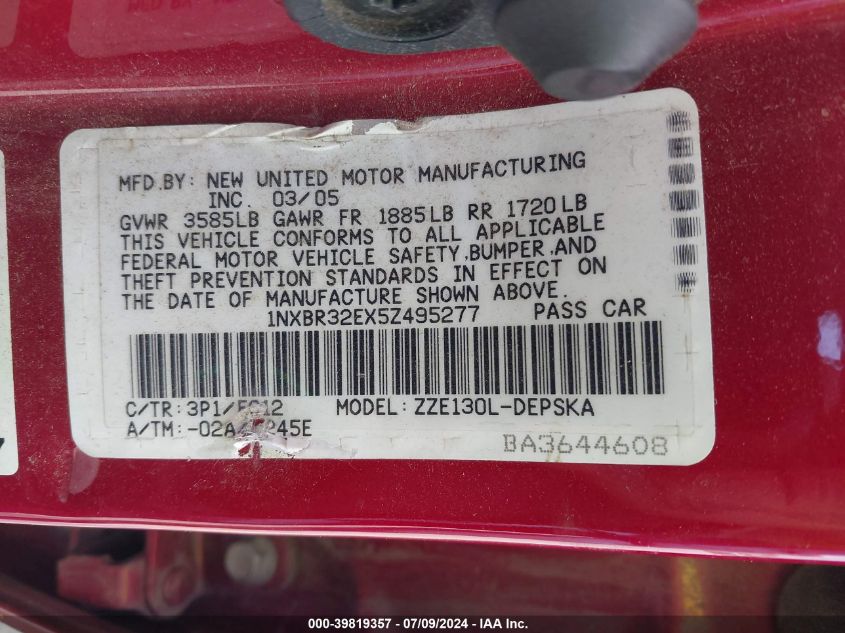 MFD.BY: NEW UNITED MOTOR MANUFACTURING
INC. 03/05
GVWR 3585LB GAWR FR 1885LB RR 1720LB
THIS VEHICLE CONFORMS TO ALL APPLICABLE
FEDERAL MOTOR VEHICLE SAFETY,BUMPER,AND
THEFT PREVENTION STANDARDS IN EFFECT ON
THE DATE OF MANUFACTURE SHOWN ABOVE.
1NXBR32EX5Z495277 PASS CAR
C/TR: MODEL: ZZE130L-DEPSKA
A/TM:
BA3644608
000-39819357 / 07/09/2024 - IAA Inc.